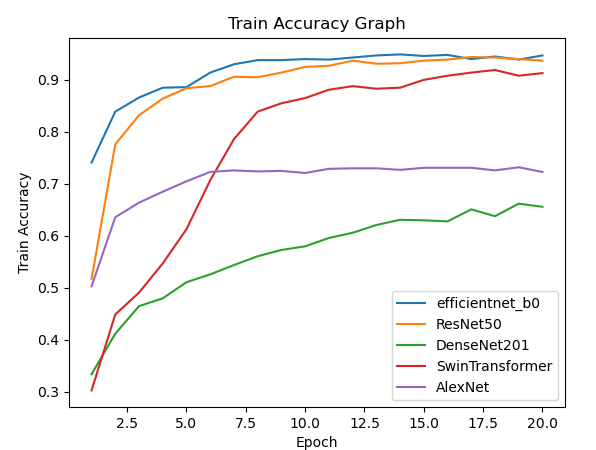 Train Accuracy Graph
Train Accuracy
0.9
0.8
0.7
0.6
0.5
0.4
0.3
efficientnet_b0
ResNet50
DenseNet201
SwinTransformer
AlexNet
2.5 5.0 7.5 10.0 12.5 15.0 17.5 20.0
Epoch